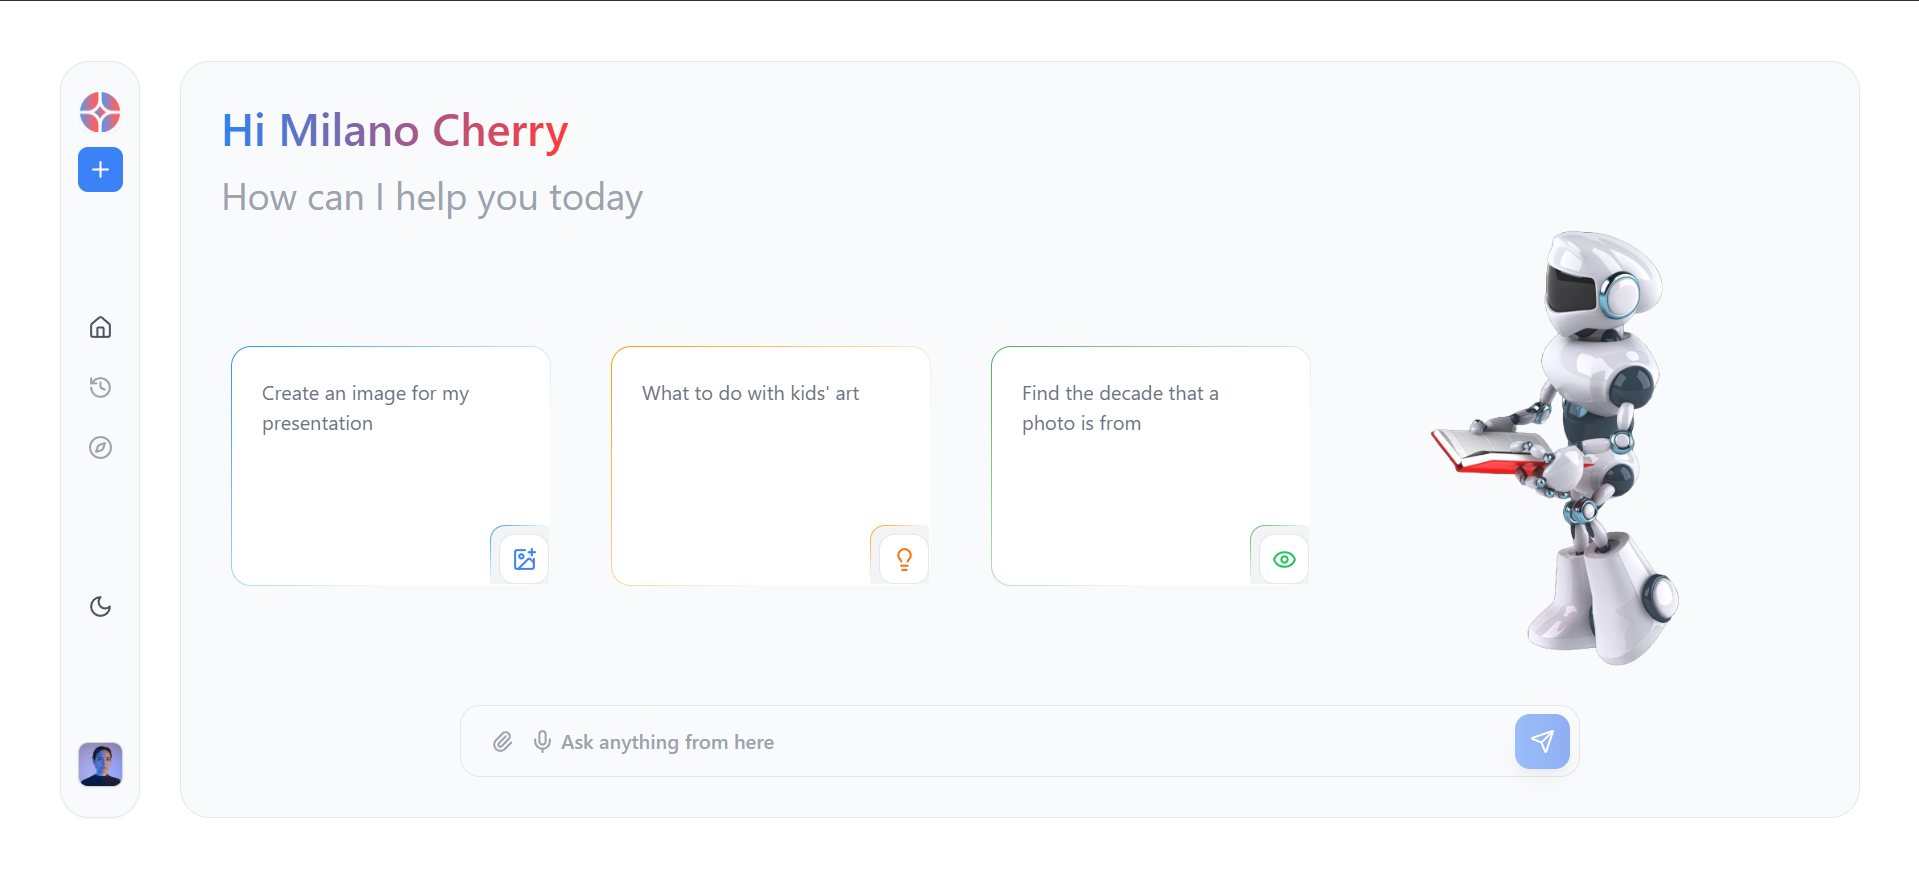 Hi Milano Cherry
How can I help you today
Create an image for my
presentation
What to do with kids' art
Find the decade that a
photo is from
Ask anything from here